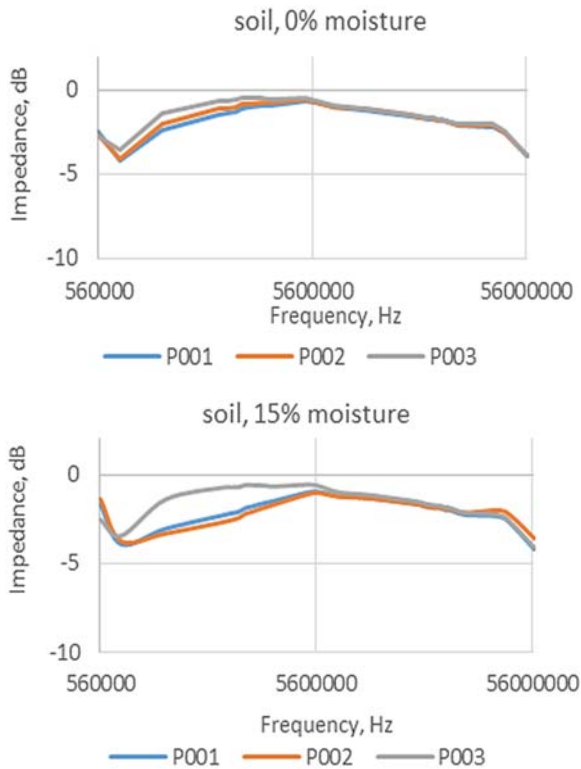 soil, 0% moisture
Impedance, dB
0
-5
-10
560000 5600000 56000000
Frequency, Hz
P001 P002 P003
soil, 15% moisture
Impedance, dB
0
-5
-10
560000 5600000 56000000
Frequency, Hz
P001 P002 P003